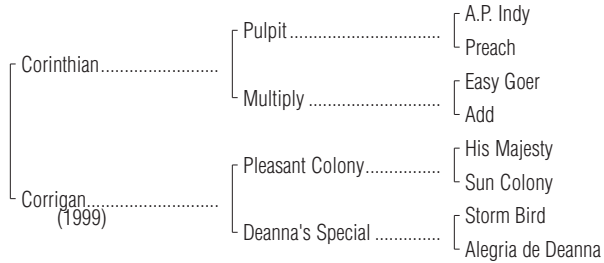 A.P. Indy
Pulpit........................................
Preach
Corinthian...............................
Easy Goer
Multiply ...................................
Add
His Majesty
Pleasant Colony....................
Sun Colony
Corrigan...................................
(1999)
Storm Bird
Deanna's Special .................
Alegria de Deanna